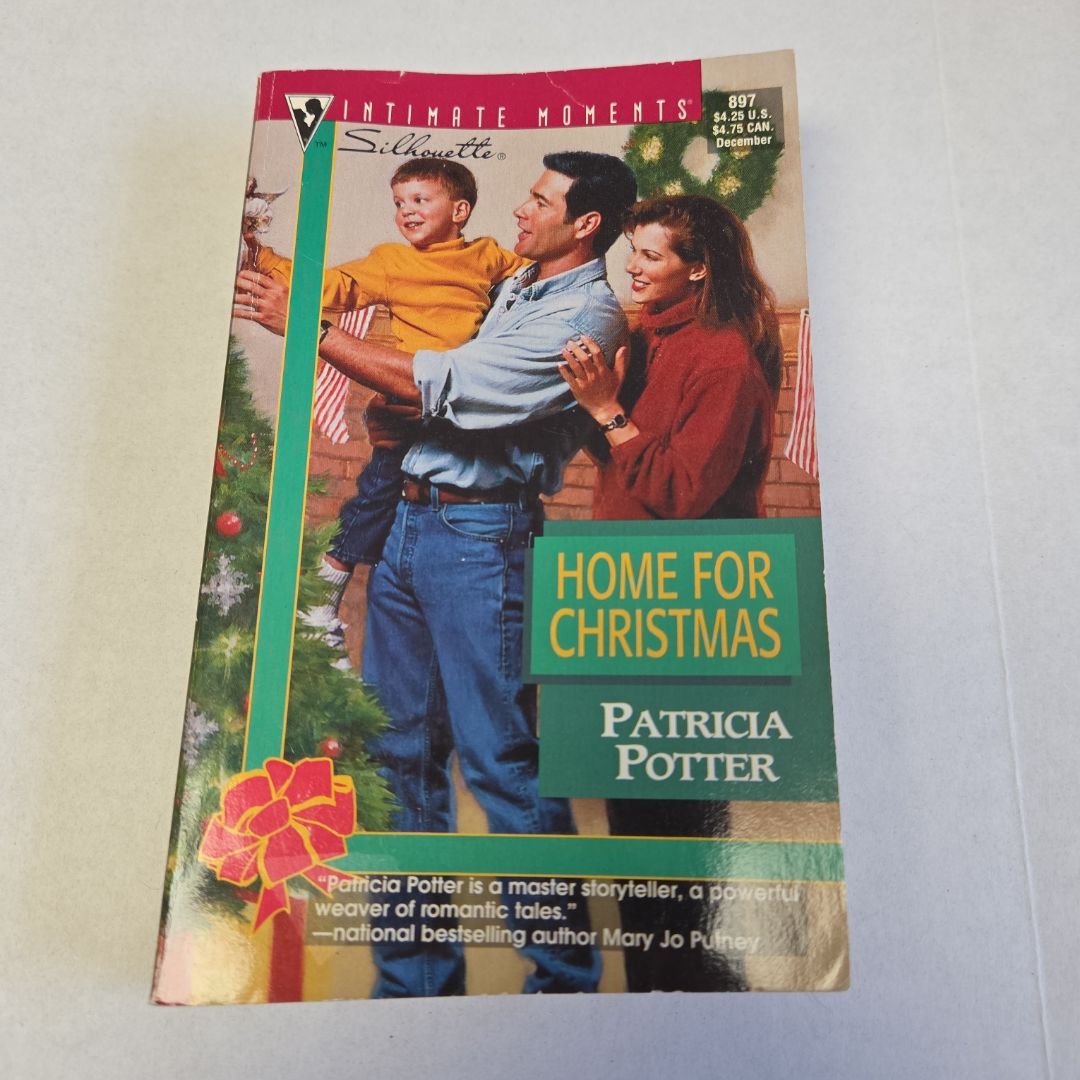 INTIMATE MOMENTS®
™ Silhouette®
897
$4.25 U.S.
$4.75 CAN.
December
HOME FOR
CHRISTMAS
PATRICIA
POTTER
“Patricia Potter is a master storyteller, a powerful
weaver of romantic tales.”
—national bestselling author Mary Jo Putney